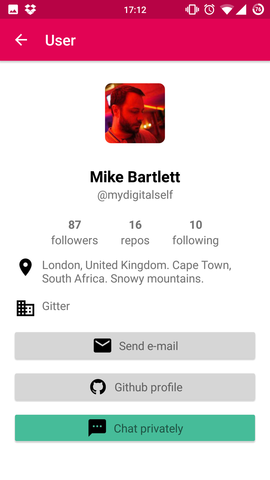 17:12
76
User
Mike Bartlett
@mydigitalself
87 16 10
followers repos following
London, United Kingdom. Cape Town,
South Africa. Snowy mountains.
Gitter
Send e-mail
Github profile
Chat privately